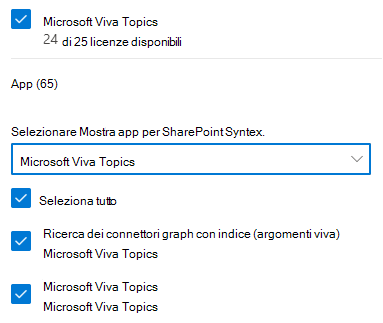 Microsoft Viva Topics
24 di 25 licenze disponibili
App (65)
Selezionare Mostra app per SharePoint Syntex.
Microsoft Viva Topics
Seleziona tutto
Ricerca dei connettori graph con indice (argomenti viva)
Microsoft Viva Topics
Microsoft Viva Topics
Microsoft Viva Topics